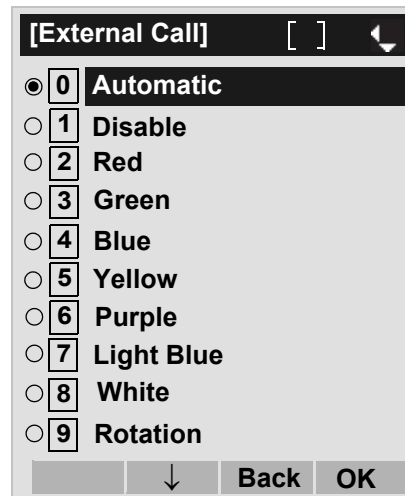 [External Call] [ ]
0 Automatic
1 Disable
2 Red
3 Green
4 Blue
5 Yellow
6 Purple
7 Light Blue
8 White
9 Rotation
↓ Back OK